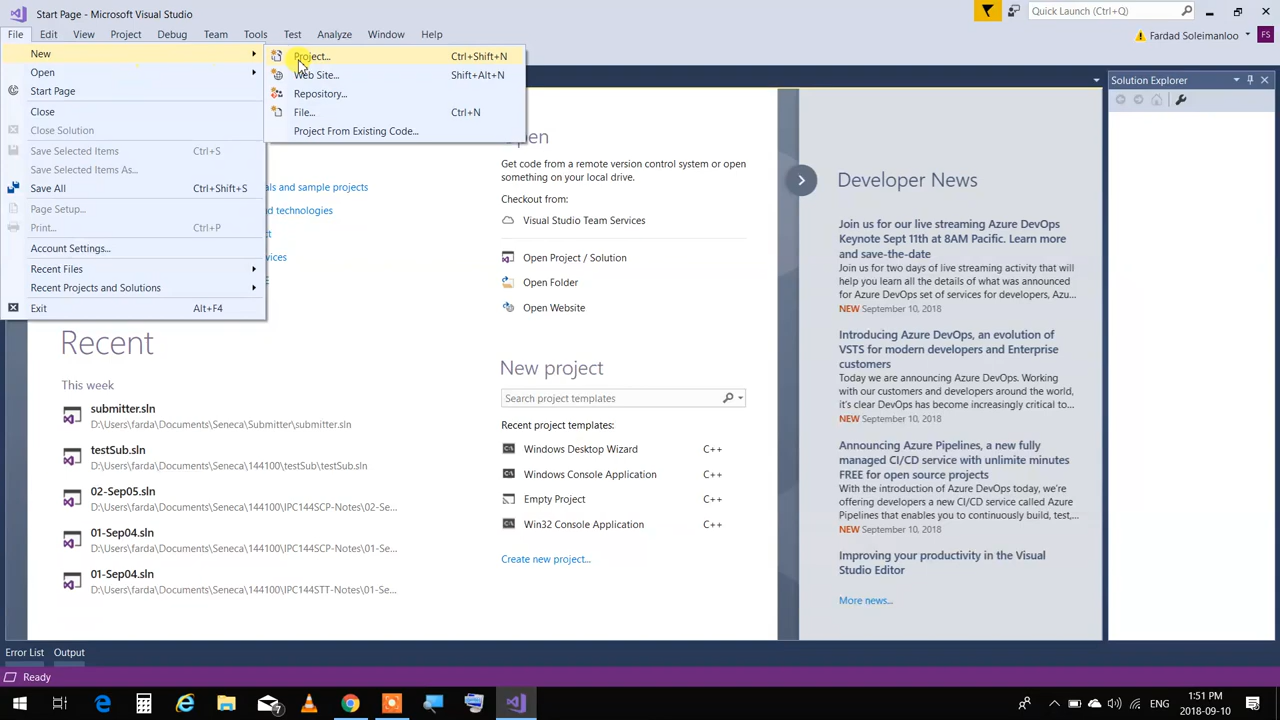 Start Page - Microsoft Visual Studio
Quick Launch (Ctrl+Q)
File Edit View Project Debug Team Tools Test Analyze Window Help
Fardad Soleimanloo FS
New
Open
Start Page
Close
Close Solution
Save Selected Items Ctrl+S
Save Selected Items As...
Save All Ctrl+Shift+S
Page Setup...
Print... Ctrl+P
Account Settings...
Recent Files
Recent Projects and Solutions
Exit Alt+F4
Project... Ctrl+Shift+N
Web Site... Shift+Alt+N
Repository...
File... Ctrl+N
Project From Existing Code...
als and sample projects
d technologies
Recent
This week
submitter.sln
D:\Users\farda\Documents\Seneca\Submitter\submitter.sln
testSub.sln
D:\Users\farda\Documents\Seneca\144100\testSub\testSub.sln
02-Sep05.sln
D:\Users\farda\Documents\Seneca\144100\IPC144SCP-Notes\02-Se...
01-Sep04.sln
D:\Users\farda\Documents\Seneca\144100\IPC144SCP-Notes\01-Se...
01-Sep04.sln
D:\Users\farda\Documents\Seneca\144100\IPC144STT-Notes\01-Se...
Open
Get code from a remote version control system or open
something on your local drive.
Checkout from:
Visual Studio Team Services
Open Project / Solution
Open Folder
Open Website
New project
Search project templates
Recent project templates:
Windows Desktop Wizard C++
Windows Console Application C++
Empty Project C++
Win32 Console Application C++
Create new project...
Developer News
Join us for our live streaming Azure DevOps
Keynote Sept 11th at 8AM Pacific. Learn more
and save-the-date
Join us for two days of live streaming activity that will
help you learn all the details of what was announced
for Azure DevOps set of services for developers, Azu...
NEW September 10, 2018
Introducing Azure DevOps, an evolution of
VSTS for modern developers and Enterprise
customers
Today we are announcing Azure DevOps. Working
with our customers and developers around the world,
it's clear DevOps has become increasingly critical to...
NEW September 10, 2018
Announcing Azure Pipelines, a new fully
managed CI/CD service with unlimite minutes
FREE for open source projects
With the introduction of Azure DevOps today, we're
offering developers a new CI/CD service called Azure
Pipelines that enables you to continuously build, test,...
NEW September 10, 2018
Improving your productivity in the Visual
Studio Editor
More news...
Solution Explorer
Error List Output
Ready
7
ENG
1:51 PM
2018-09-10